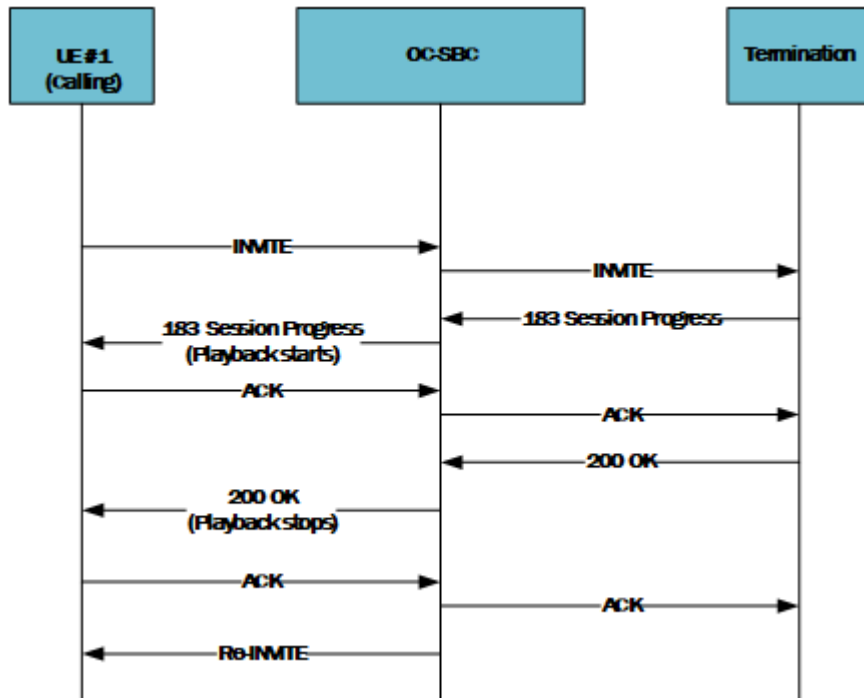 UE#1
(Calling)
OC-SBC
Termination
INVITE
INVITE
183 Session Progress
183 Session Progress
(Playback starts)
ACK
ACK
200 OK
200 OK
(Playback stops)
ACK
ACK
Re-INVITE